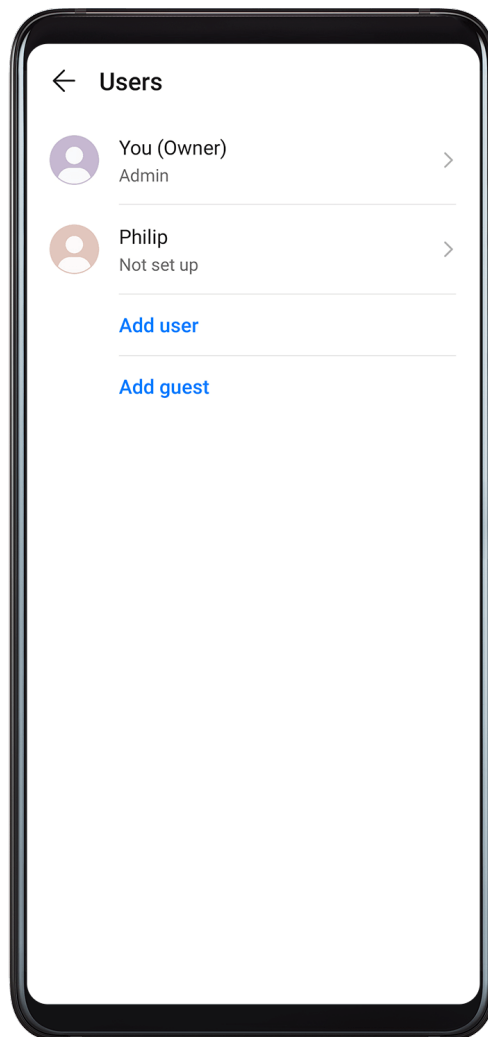 Users
You (Owner)
Admin
Philip
Not set up
Add user
Add guest